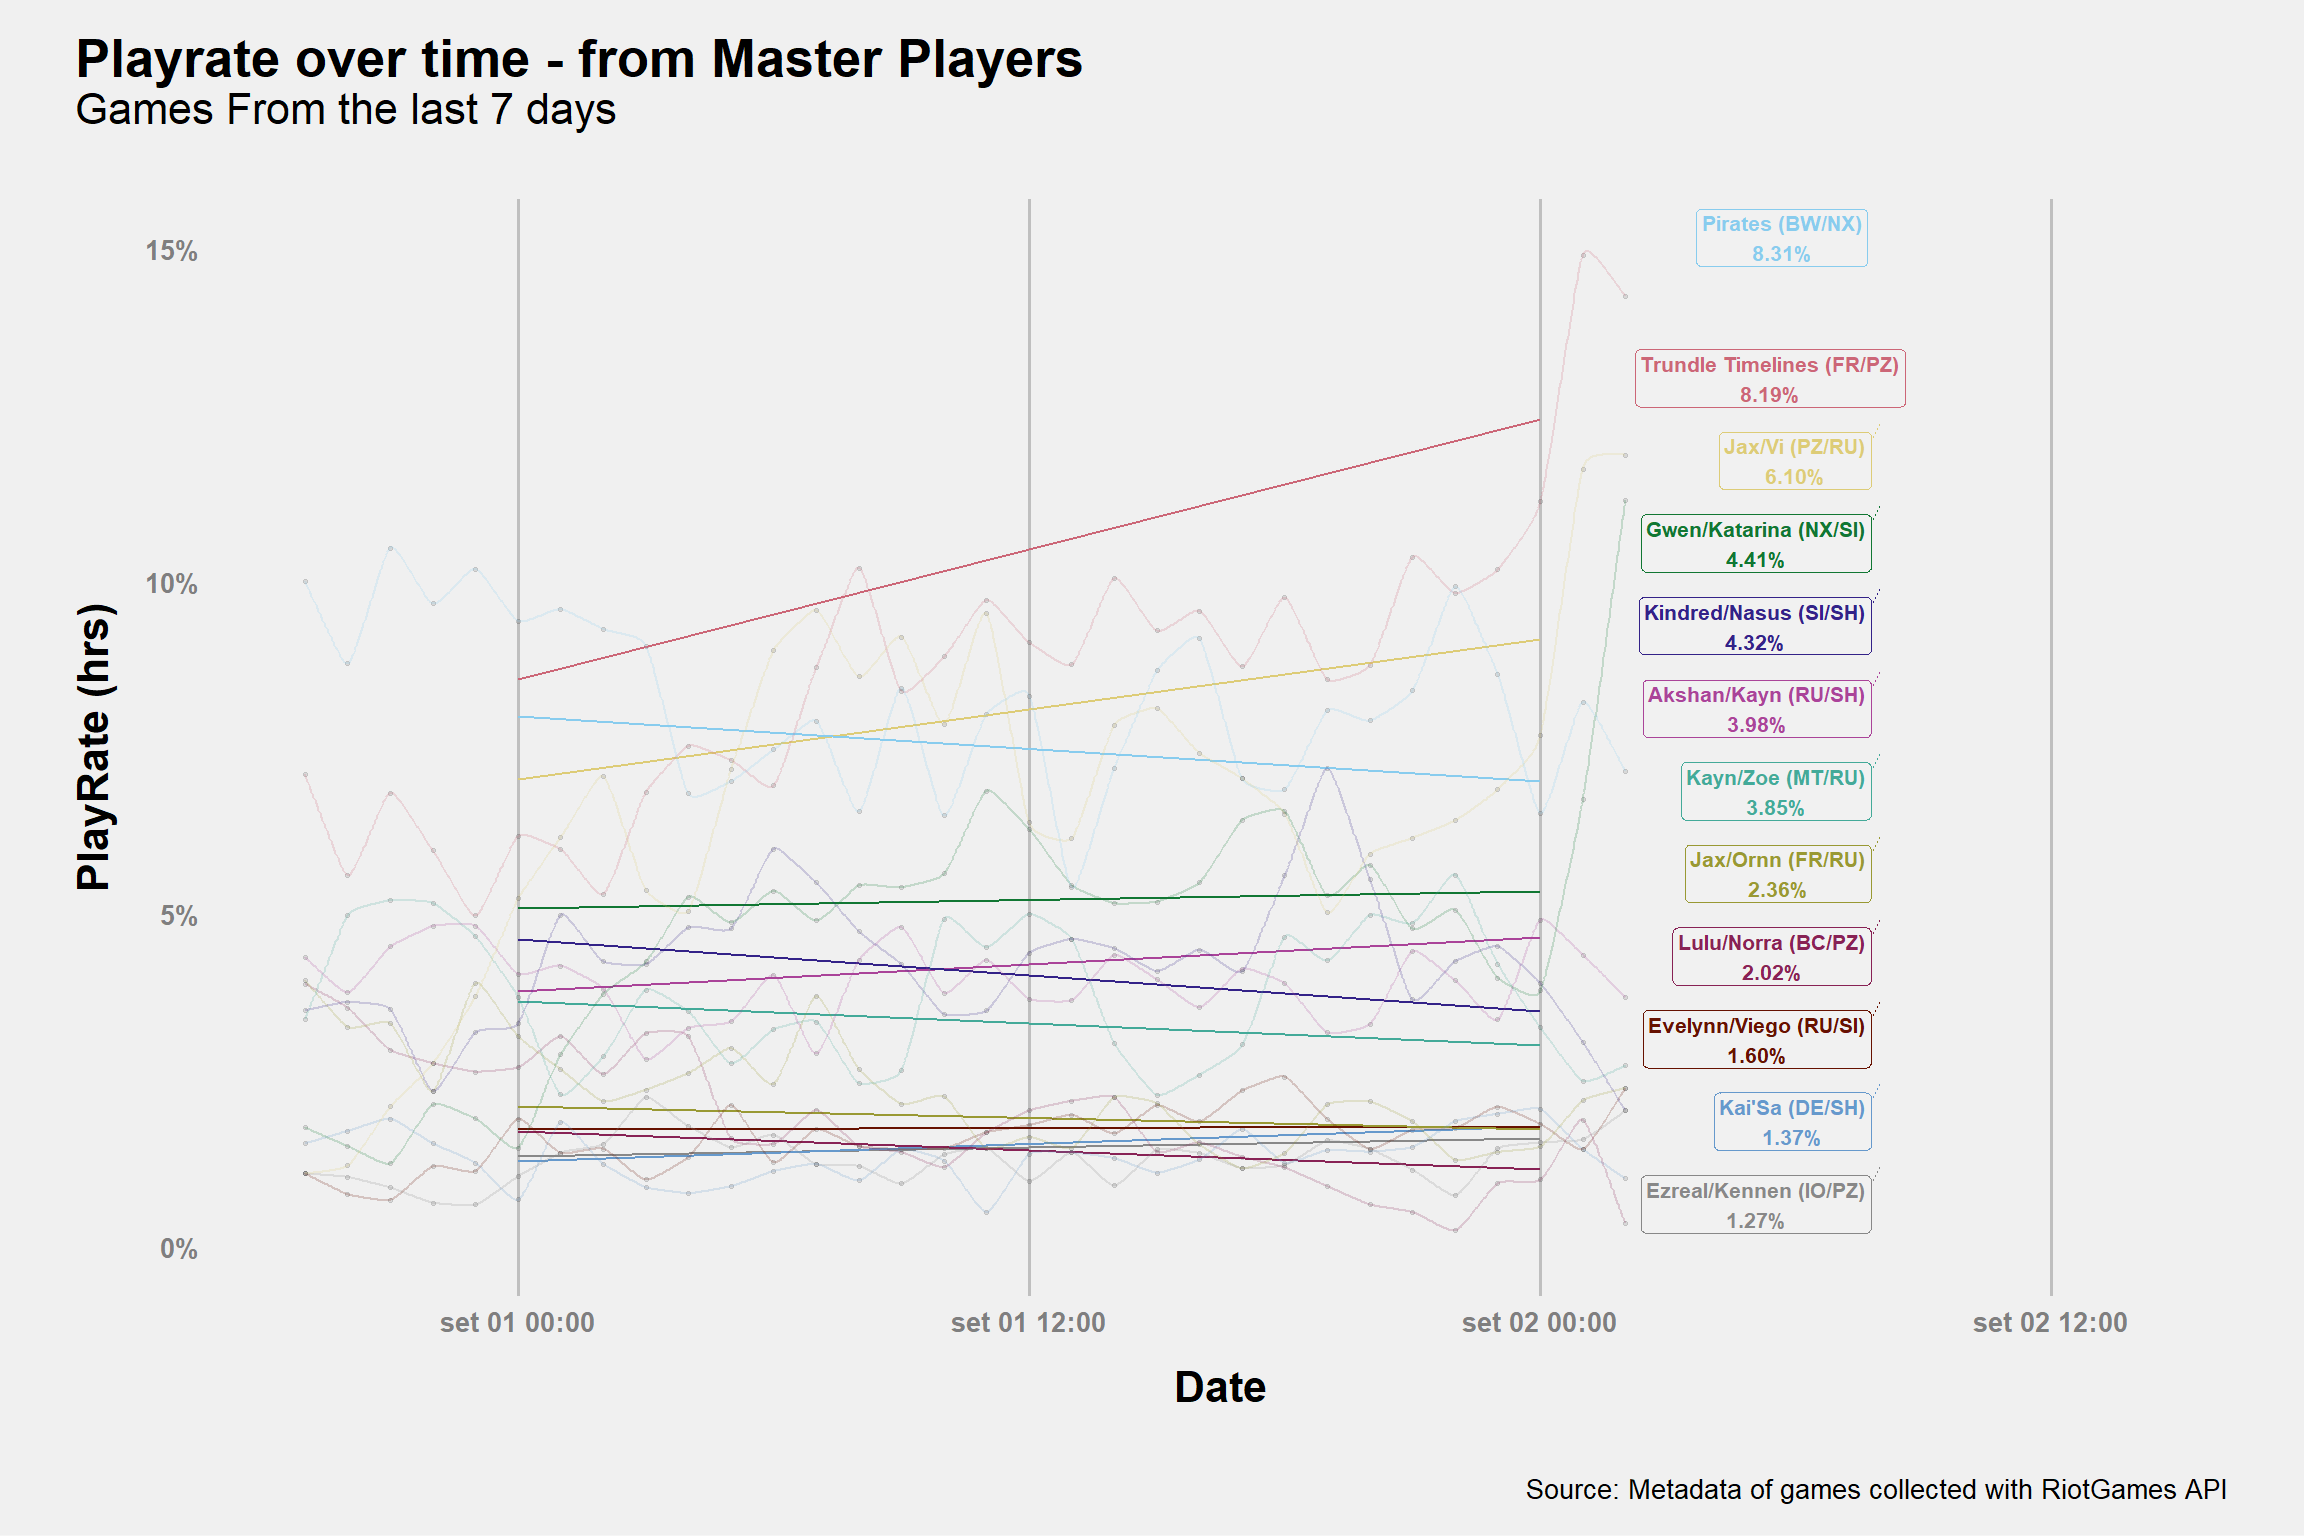 Playrate over time - from Master Players
Games From the last 7 days
PlayRate (hrs)
15%
10%
5%
0%
Pirates (BW/NX)
8.31%
Trundle Timelines (FR/PZ)
8.19%
Jax/Vi (PZ/RU)
6.10%
Gwen/Katarina (NX/SI)
4.41%
Kindred/Nasus (SI/SH)
4.32%
Akshan/Kayn (RU/SH)
3.98%
Kayn/Zoe (MT/RU)
3.85%
Jax/Ornn (FR/RU)
2.36%
Lulu/Norra (BC/PZ)
2.02%
Evelynn/Viego (RU/SI)
1.60%
Kai'Sa (DE/SH)
1.37%
Ezreal/Kennen (IO/PZ)
1.27%
set 01 00:00
set 01 12:00
set 02 00:00
set 02 12:00
Date
Source: Metadata of games collected with RiotGames API